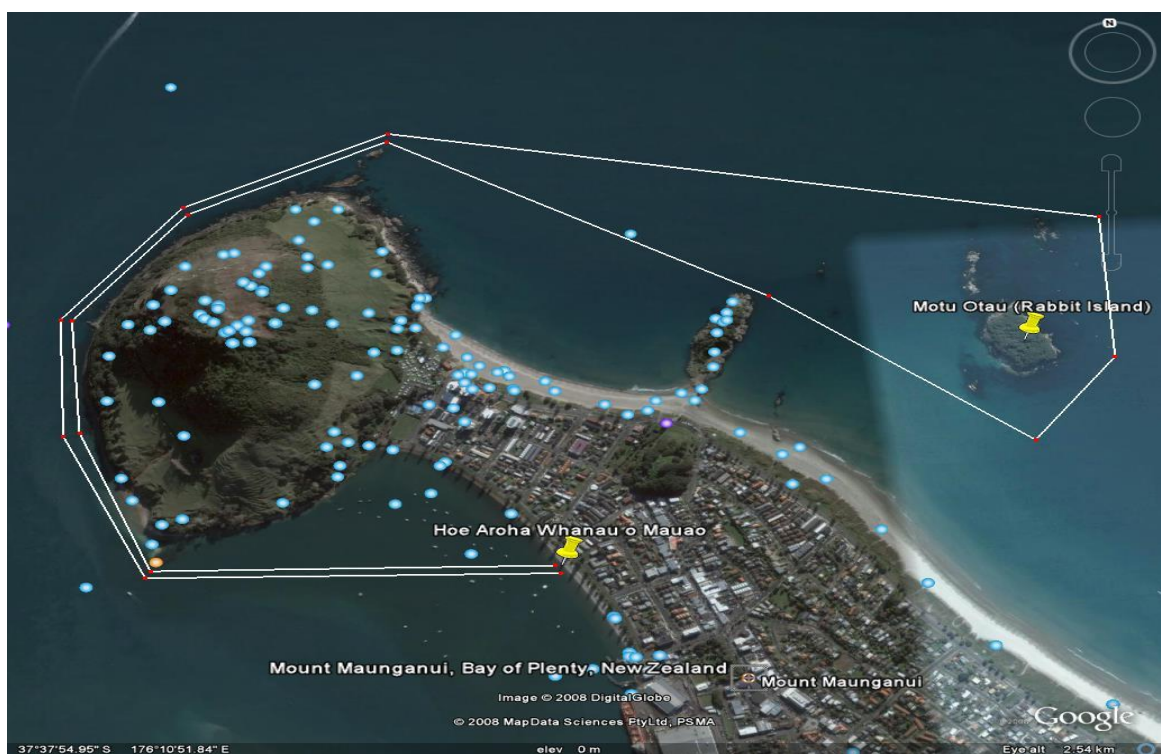 N
Motu Otau (Rabbit Island)
Hoe Aroha Whanau o Mauao
Mount Maunganui, Bay of Plenty, New Zealand
Mount Maunganui
Image © 2008 DigitalGlobe
© 2008 MapData Sciences PtyLtd, PSMA
Google
37°37'54.95" S 176°10'51.84" E elev 0 m Eye alt 2.54 km